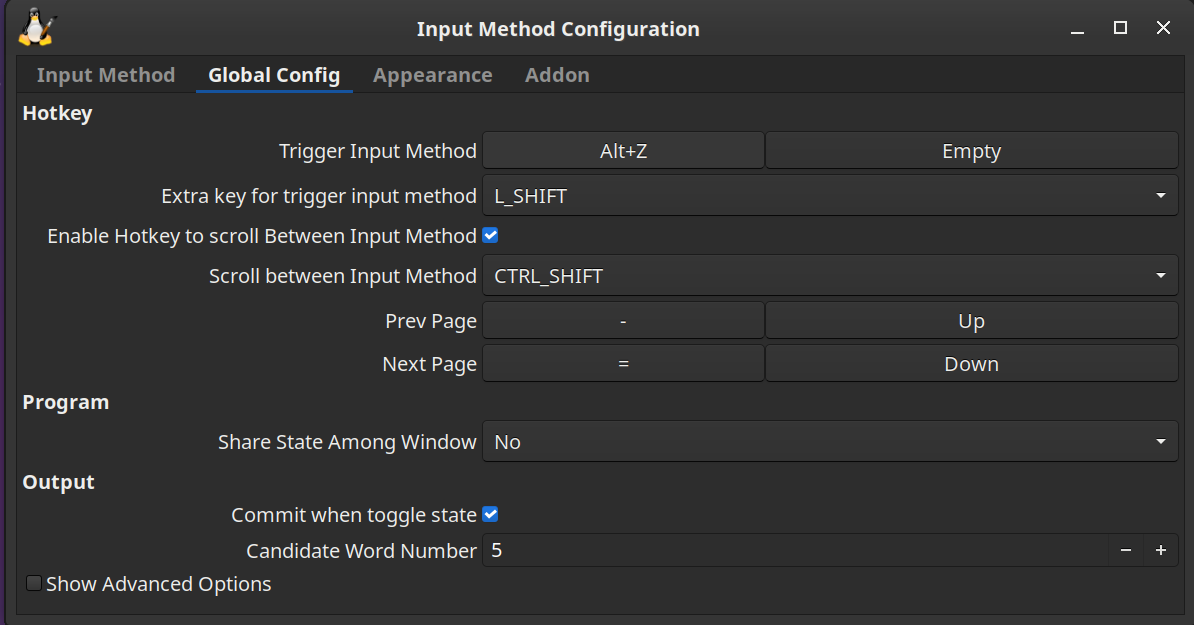 Input Method Configuration
Input Method Global Config Appearance Addon
Hotkey
Trigger Input Method Alt+Z Empty
Extra key for trigger input method L_SHIFT
Enable Hotkey to scroll Between Input Method
Scroll between Input Method CTRL_SHIFT
Prev Page - Up
Next Page = Down
Program
Share State Among Window No
Output
Commit when toggle state
Candidate Word Number 5 − +
Show Advanced Options